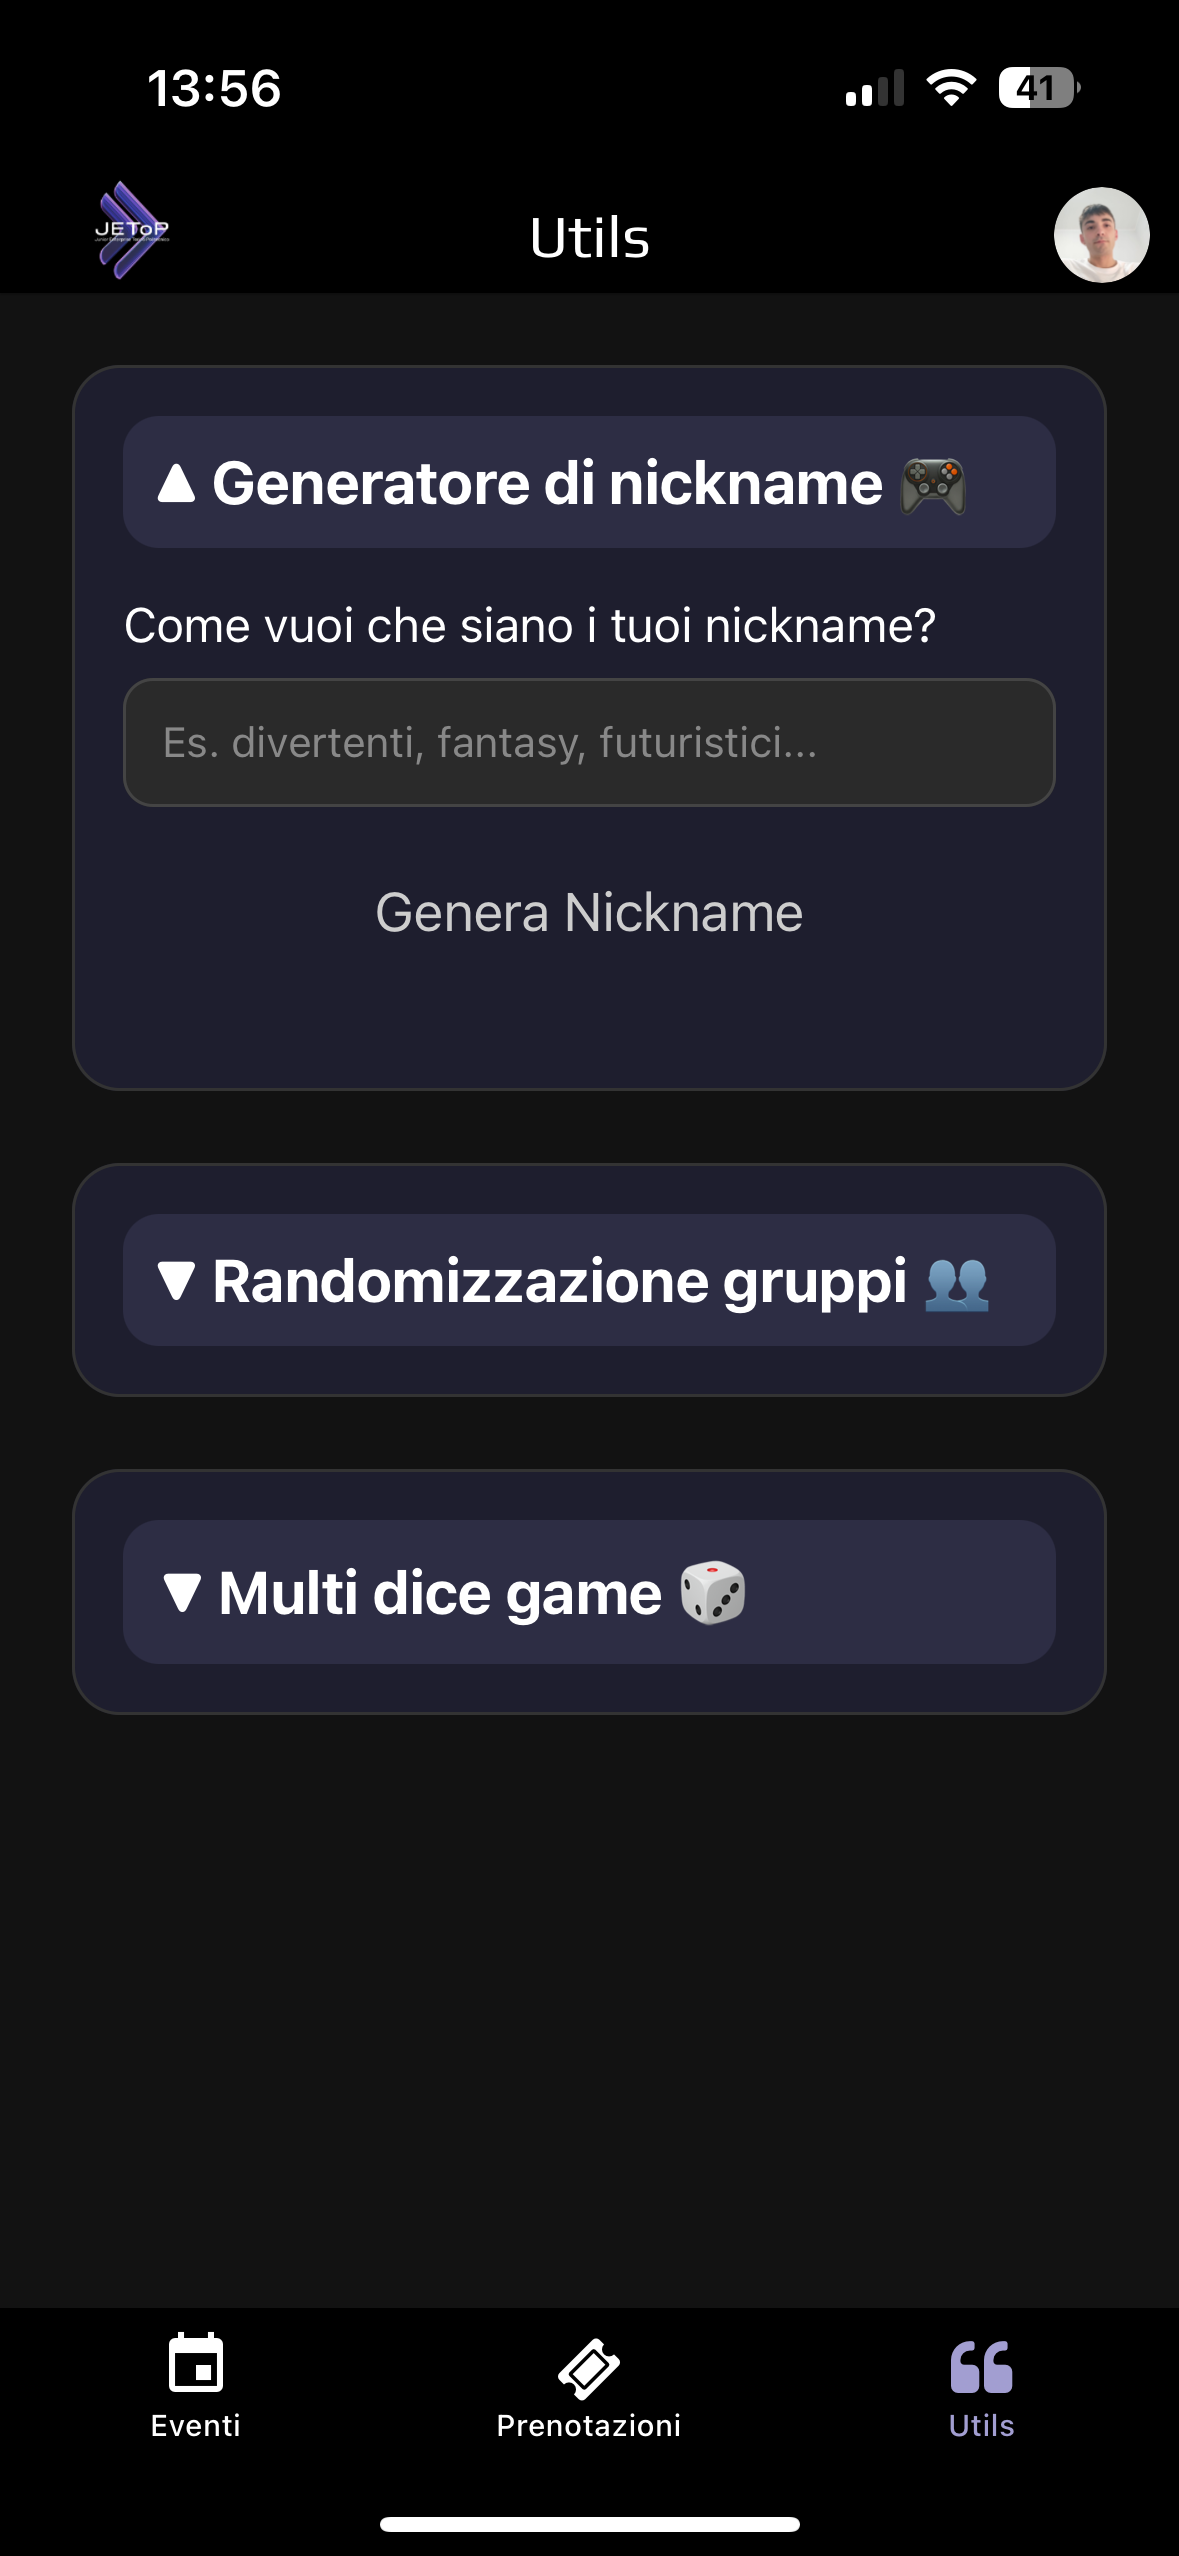 13:56
41
JEToP
Utils
▲ Generatore di nickname 🎮
Come vuoi che siano i tuoi nickname?
Es. divertenti, fantasy, futuristici...
Genera Nickname
▼ Randomizzazione gruppi 👥
▼ Multi dice game 🎲
Eventi
Prenotazioni
Utils